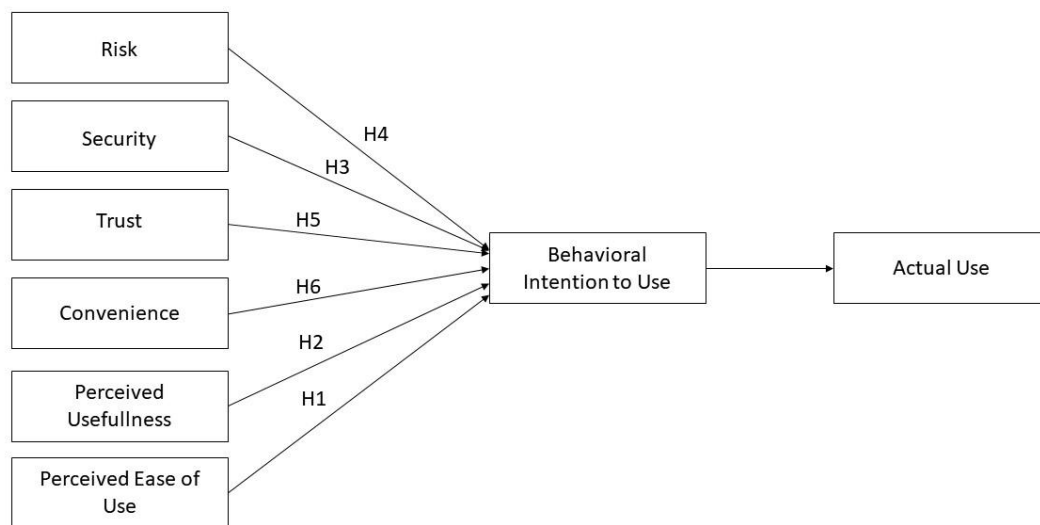 Risk
H4
Security
H3
Trust
H5
Behavioral
Intention to Use
Actual Use
Convenience
H6
H2
Perceived
Usefullness
H1
Perceived Ease of
Use